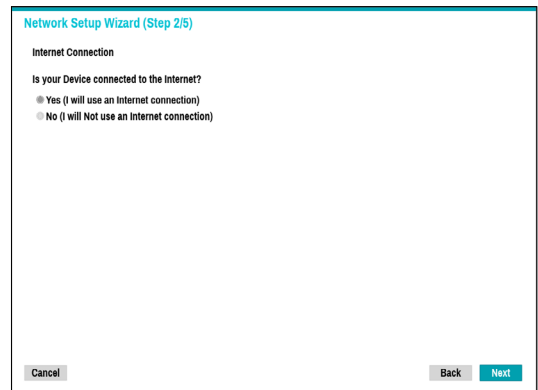 Network Setup Wizard (Step 2/5)
Internet Connection
Is your Device connected to the Internet?
Yes (I will use an Internet connection)
No (I will Not use an Internet connection)
Cancel
Back
Next